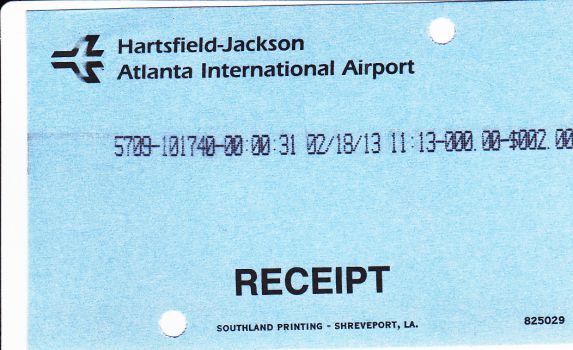 Hartsfield-Jackson
Atlanta International Airport
5709-101740-00:00:31 02/18/13 11:13-000.00-$002.00
RECEIPT
SOUTHLAND PRINTING - SHREVEPORT, LA.
825029